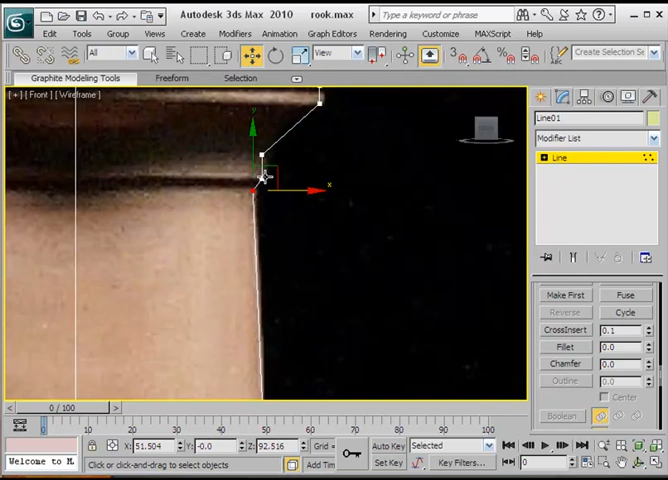 Autodesk 3ds Max 2010 rook.max
Type a keyword or phrase
Edit Tools Group Views Create Modifiers Animation Graph Editors Rendering Customize MAXScript Help
All View Create Selection Se
Graphite Modeling Tools Freeform Selection
[ + ] [ Front ] [ Wireframe ]
y
x
Line01
Modifier List
Line
Make First Fuse
Reverse Cycle
CrossInsert 0.1
Fillet 0.0
Chamfer 0.0
Outline 0.0
Center
Boolean
0 / 100
0 10 20 30 40 50 60 70 80 90 100
X: 51.504 Y: -0.0 Z: 92.516 Grid = Auto Key Selected
Welcome to M Click or click-and-drag to select objects Add Tim Set Key Key Filters... 0